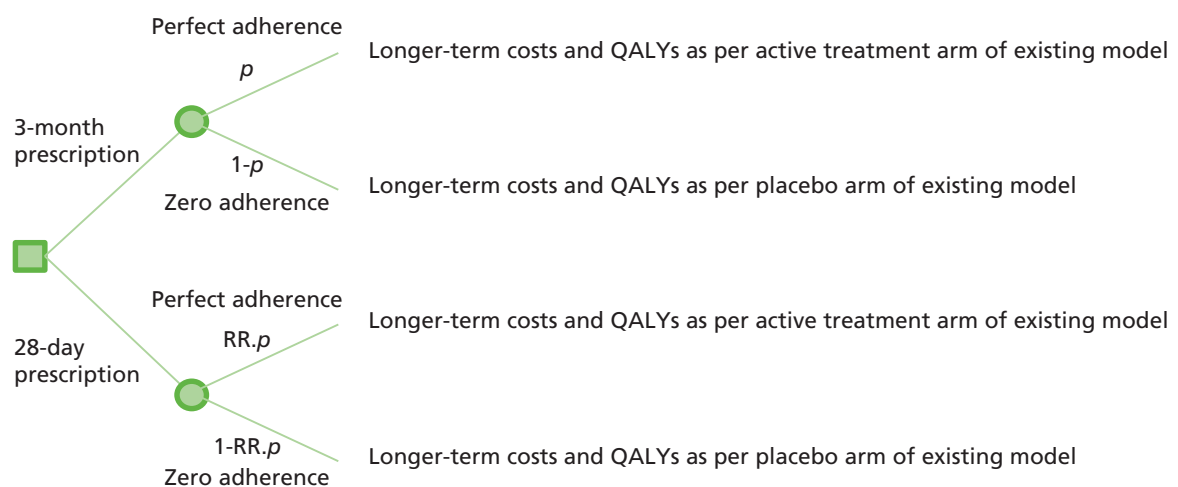 Perfect adherence
p
Longer-term costs and QALYs as per active treatment arm of existing model
3-month
prescription
1-p
Zero adherence
Longer-term costs and QALYs as per placebo arm of existing model
Perfect adherence
RR.p
Longer-term costs and QALYs as per active treatment arm of existing model
28-day
prescription
1-RR.p
Zero adherence
Longer-term costs and QALYs as per placebo arm of existing model